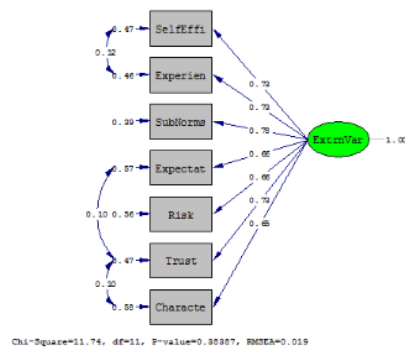 0.47 SelfEffi
0.12
0.73
0.46 Experien
0.73
0.39 SubNorms
0.78
ExtrnVar 1.00
0.57 Expectat
0.65
0.10 0.56 Risk
0.66
0.47 Trust
0.73
0.65
0.58 Characte
Chi-Square=11.74, df=11, P-value=0.38387, RMSEA=0.019